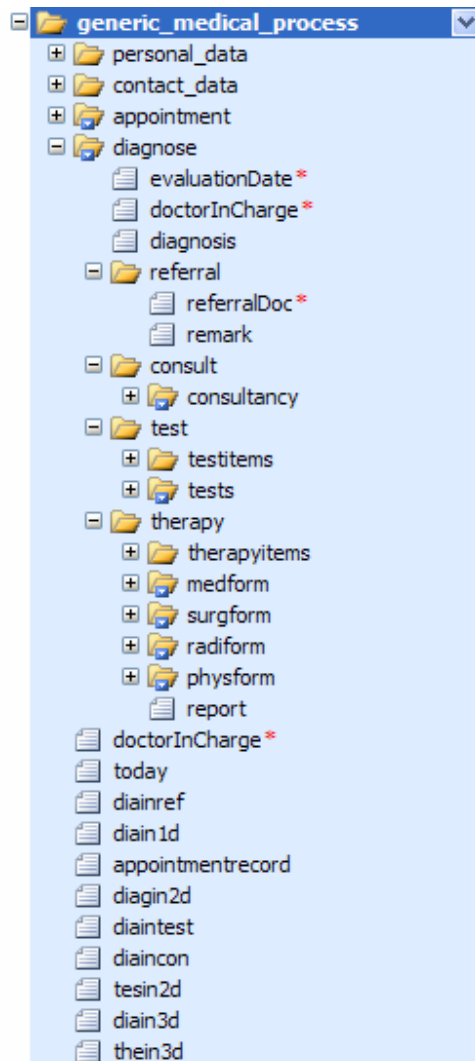 generic_medical_process
personal_data
contact_data
appointment
diagnose
evaluationDate*
doctorInCharge*
diagnosis
referral
referralDoc*
remark
consult
consultancy
test
testitems
tests
therapy
therapyitems
medform
surgform
radiform
physform
report
doctorInCharge*
today
diainref
diain1d
appointmentrecord
diagin2d
diaintest
diaincon
tesin2d
diain3d
thein3d